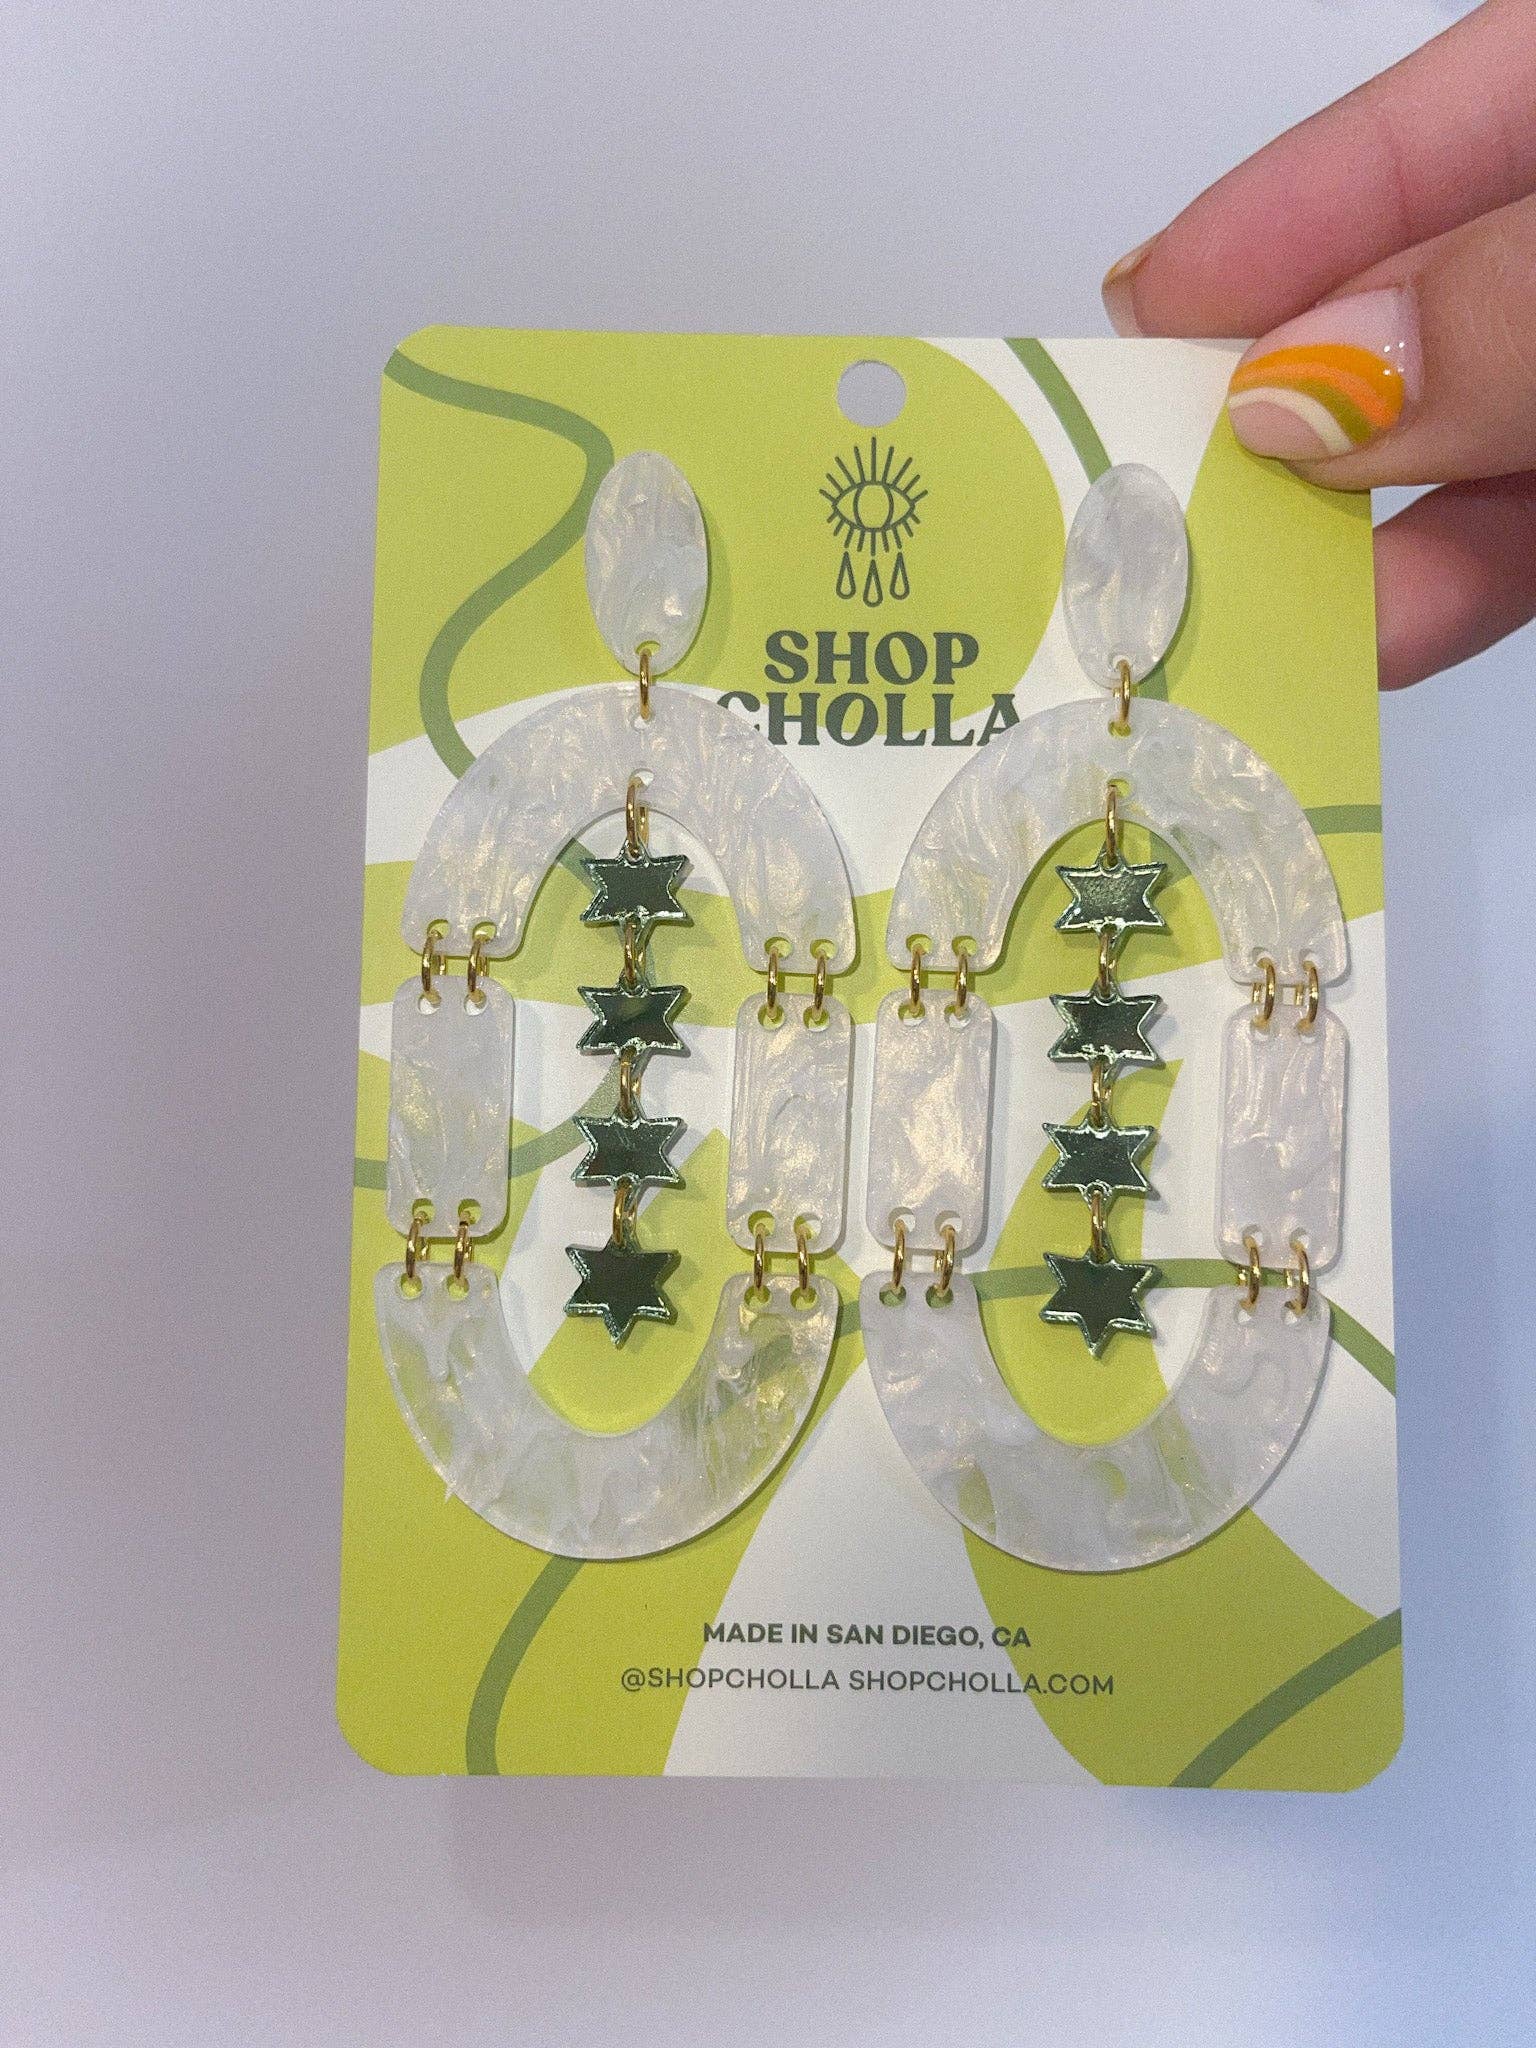 SHOP
CHOLLA
MADE IN SAN DIEGO, CA
@SHOPCHOLLA SHOPCHOLLA.COM